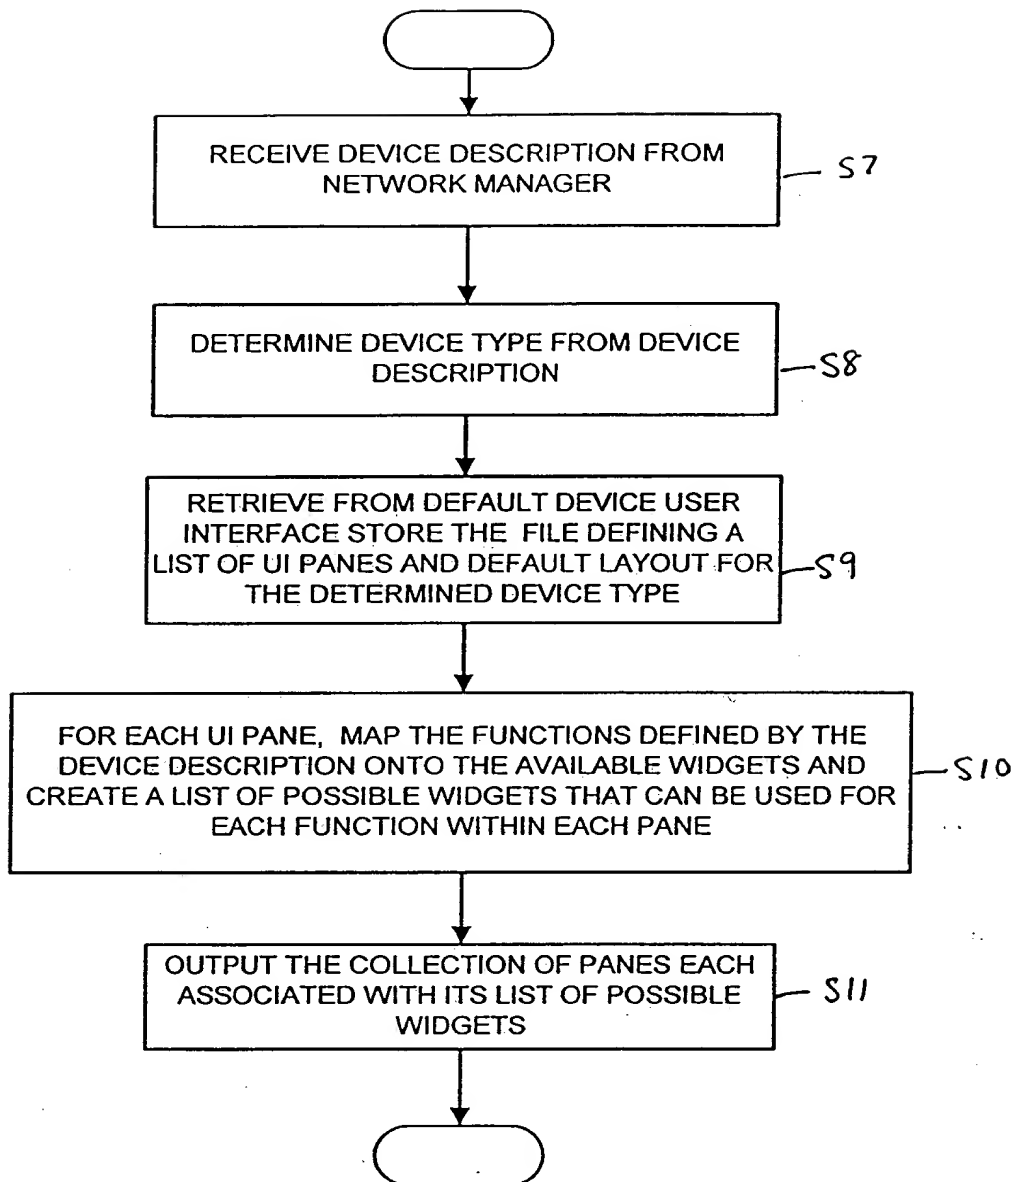 RECEIVE DEVICE DESCRIPTION FROM
NETWORK MANAGER
S7
DETERMINE DEVICE TYPE FROM DEVICE
DESCRIPTION
S8
RETRIEVE FROM DEFAULT DEVICE USER
INTERFACE STORE THE FILE DEFINING A
LIST OF UI PANES AND DEFAULT LAYOUT FOR
THE DETERMINED DEVICE TYPE
S9
FOR EACH UI PANE, MAP THE FUNCTIONS DEFINED BY THE
DEVICE DESCRIPTION ONTO THE AVAILABLE WIDGETS AND
CREATE A LIST OF POSSIBLE WIDGETS THAT CAN BE USED FOR
EACH FUNCTION WITHIN EACH PANE
S10
OUTPUT THE COLLECTION OF PANES EACH
ASSOCIATED WITH ITS LIST OF POSSIBLE
WIDGETS
S11